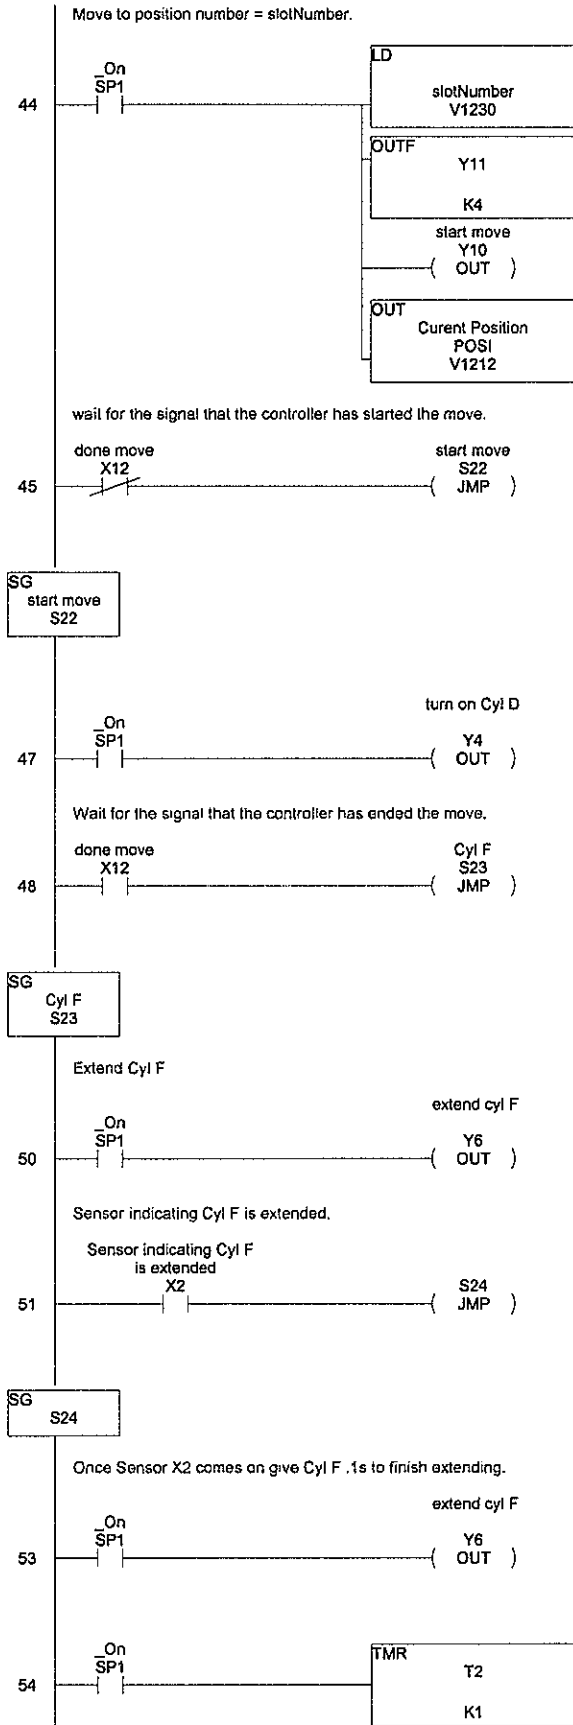 Move to position number = slotNumber.
_On
SP1
44
LD
slotNumber
V1230
OUTF
Y11
K4
start move
Y10
( OUT )
OUT
Curent Position
POSI
V1212
wait for the signal that the controller has started the move.
done move
X12
45
start move
S22
( JMP )
SG
start move
S22
turn on Cyl D
_On
SP1
47
Y4
( OUT )
Wait for the signal that the controller has ended the move.
done move
X12
48
Cyl F
S23
( JMP )
SG
Cyl F
S23
Extend Cyl F
extend cyl F
_On
SP1
50
Y6
( OUT )
Sensor indicating Cyl F is extended.
Sensor indicating Cyl F
is extended
X2
51
S24
( JMP )
SG
S24
Once Sensor X2 comes on give Cyl F .1s to finish extending.
extend cyl F
_On
SP1
53
Y6
( OUT )
_On
SP1
54
TMR
T2
K1